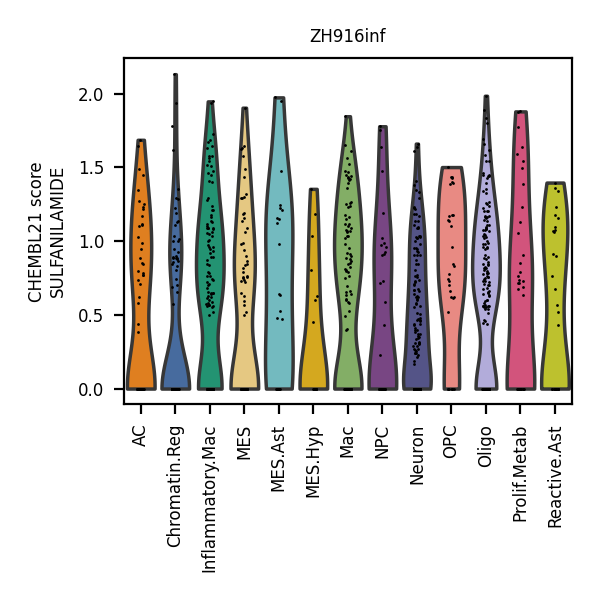 ZH916inf
CHEMBL21 score
SULFANILAMIDE
2.0
1.5
1.0
0.5
0.0
AC
Chromatin.Reg
Inflammatory.Mac
MES
MES.Ast
MES.Hyp
Mac
NPC
Neuron
OPC
Oligo
Prolif.Metab
Reactive.Ast